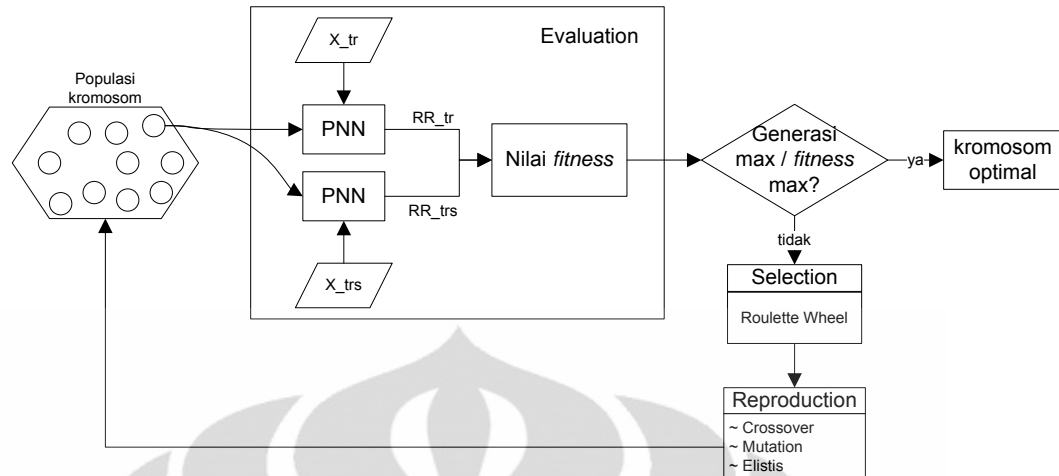 Evaluation
X_tr
Populasi
kromosom
PNN
RR_tr
Nilai fitness
PNN
RR_trs
X_trs
Generasi
max / fitness
max?
ya
kromosom
optimal
tidak
Selection
Roulette Wheel
Reproduction
~ Crossover
~ Mutation
~ Elistis